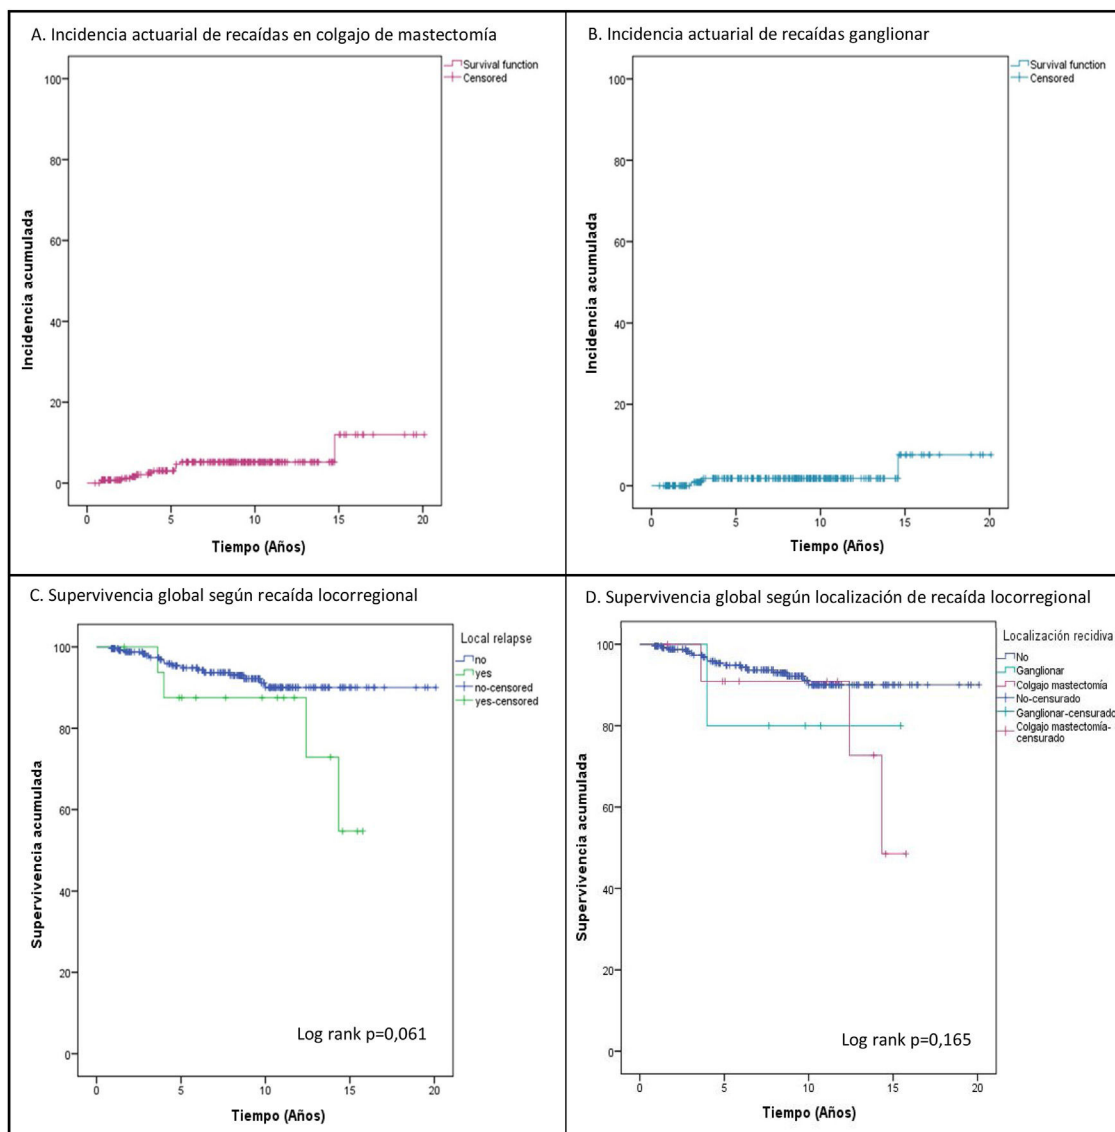 A. Incidencia actuarial de recaídas en colgajo de mastectomía
Survival function
Censored
100
80
60
40
20
0
Incidencia acumulada
0 5 10 15 20
Tiempo (Años)
B. Incidencia actuarial de recaídas ganglionar
Survival function
Censored
100
80
60
40
20
0
Incidencia acumulada
0 5 10 15 20
Tiempo (Años)
C. Supervivencia global según recaída locorregional
Local relapse
no
yes
no-censored
yes-censored
100
80
60
40
20
0
Supervivencia acumulada
Log rank p=0,061
0 5 10 15 20
Tiempo (Años)
D. Supervivencia global según localización de recaída locorregional
Localización recidiva
No
Ganglionar
Colgajo mastectomía
No-censurado
Ganglionar-censurado
Colgajo mastectomía-
censurado
100
80
60
40
20
0
Supervivencia acumulada
Log rank p=0,165
0 5 10 15 20
Tiempo (Años)